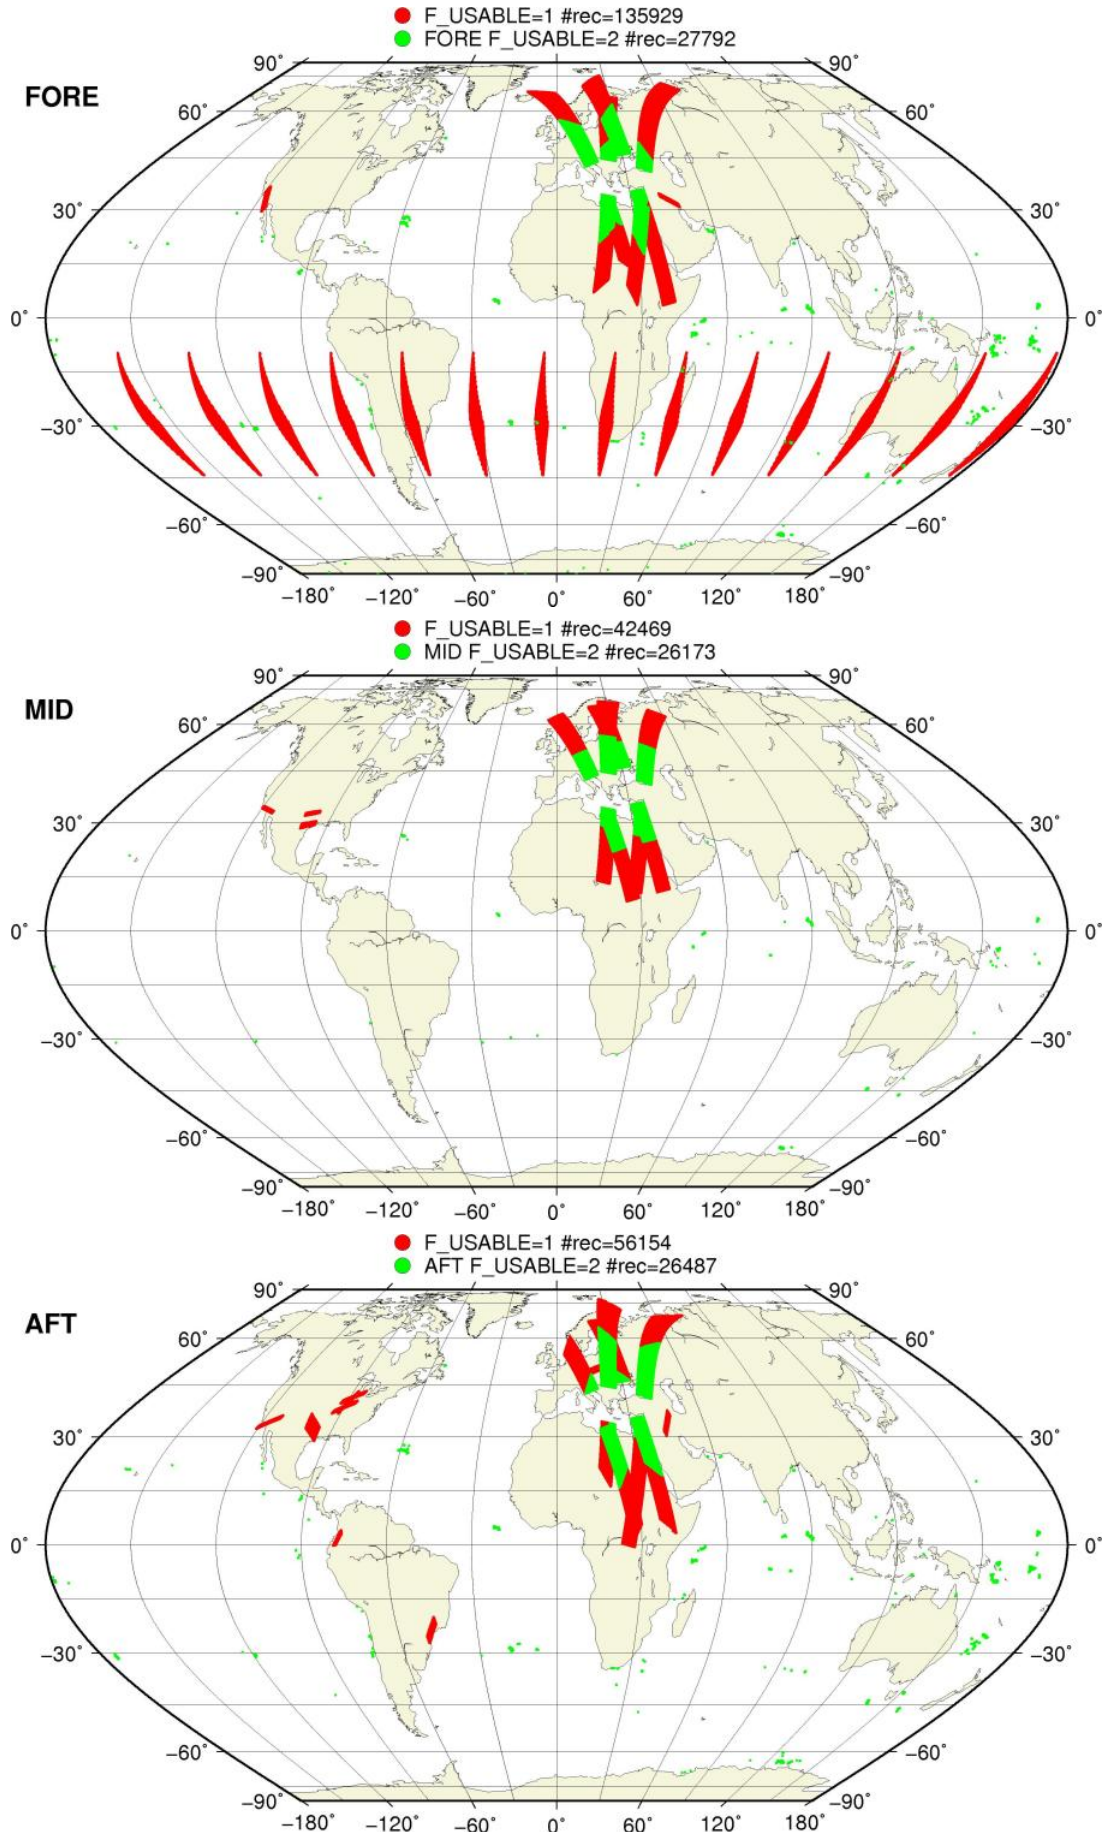 F_USABLE=1 #rec=135929
FORE F_USABLE=2 #rec=27792
FORE
90˚ 90˚
60˚ 60˚
30˚ 30˚
0˚ 0˚
−30˚ −30˚
−60˚ −60˚
−90˚ −90˚
−180˚ −120˚ −60˚ 0˚ 60˚ 120˚ 180˚
F_USABLE=1 #rec=42469
MID F_USABLE=2 #rec=26173
MID
90˚ 90˚
60˚ 60˚
30˚ 30˚
0˚ 0˚
−30˚ −30˚
−60˚ −60˚
−90˚ −90˚
−180˚ −120˚ −60˚ 0˚ 60˚ 120˚ 180˚
F_USABLE=1 #rec=56154
AFT F_USABLE=2 #rec=26487
AFT
90˚ 90˚
60˚ 60˚
30˚ 30˚
0˚ 0˚
−30˚ −30˚
−60˚ −60˚
−90˚ −90˚
−180˚ −120˚ −60˚ 0˚ 60˚ 120˚ 180˚